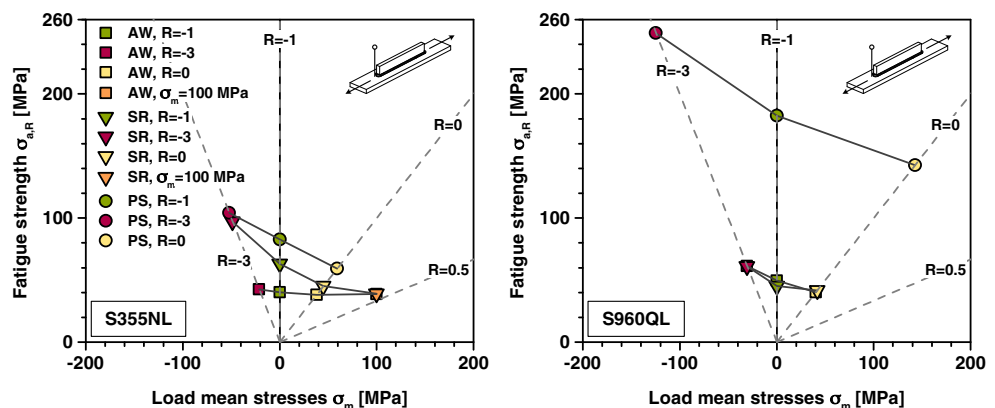 260
200
100
0
-200
-100
0
100
200
Fatigue strength σa,R [MPa]
Load mean stresses σm [MPa]
AW, R=-1
AW, R=-3
AW, R=0
AW, σm=100 MPa
SR, R=-1
SR, R=-3
SR, R=0
SR, σm=100 MPa
PS, R=-1
PS, R=-3
PS, R=0
R=-1
R=0
R=-3
R=0.5
S355NL
260
200
100
0
-200
-100
0
100
200
Fatigue strength σa,R [MPa]
Load mean stresses σm [MPa]
R=-1
R=-3
R=0
R=0.5
S960QL